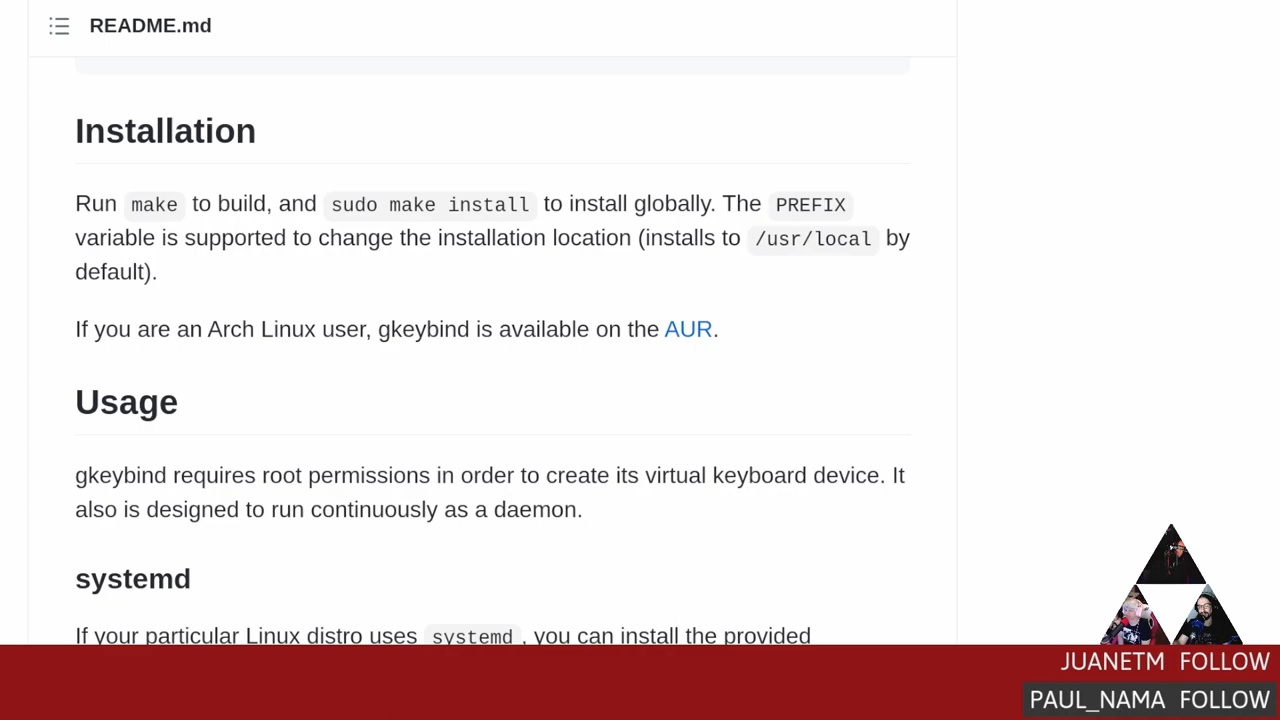 README.md
Installation
Run make to build, and sudo make install to install globally. The PREFIX
variable is supported to change the installation location (installs to /usr/local by
default).
If you are an Arch Linux user, gkeybind is available on the AUR.
Usage
gkeybind requires root permissions in order to create its virtual keyboard device. It
also is designed to run continuously as a daemon.
systemd
If your particular Linux distro uses systemd, you can install the provided
JUANETM FOLLOW
PAUL_NAMA FOLLOW